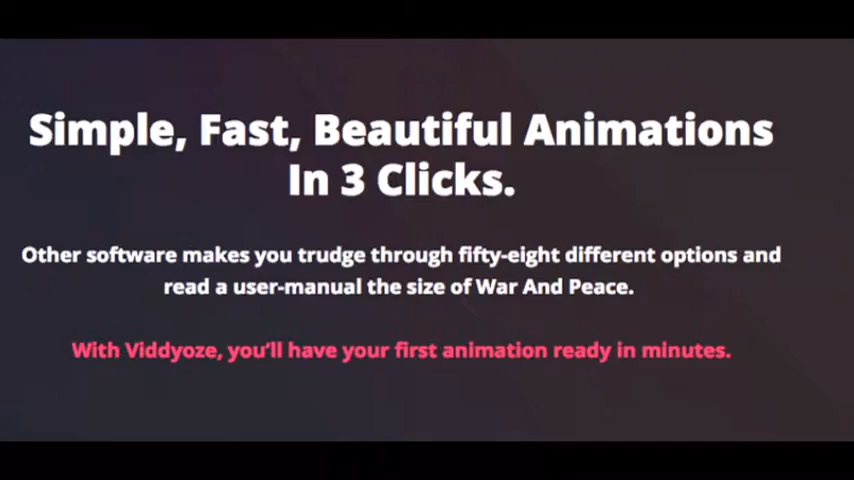 Simple, Fast, Beautiful Animations
In 3 Clicks.
Other software makes you trudge through fifty-eight different options and
read a user-manual the size of War And Peace.
With Viddyoze, you'll have your first animation ready in minutes.